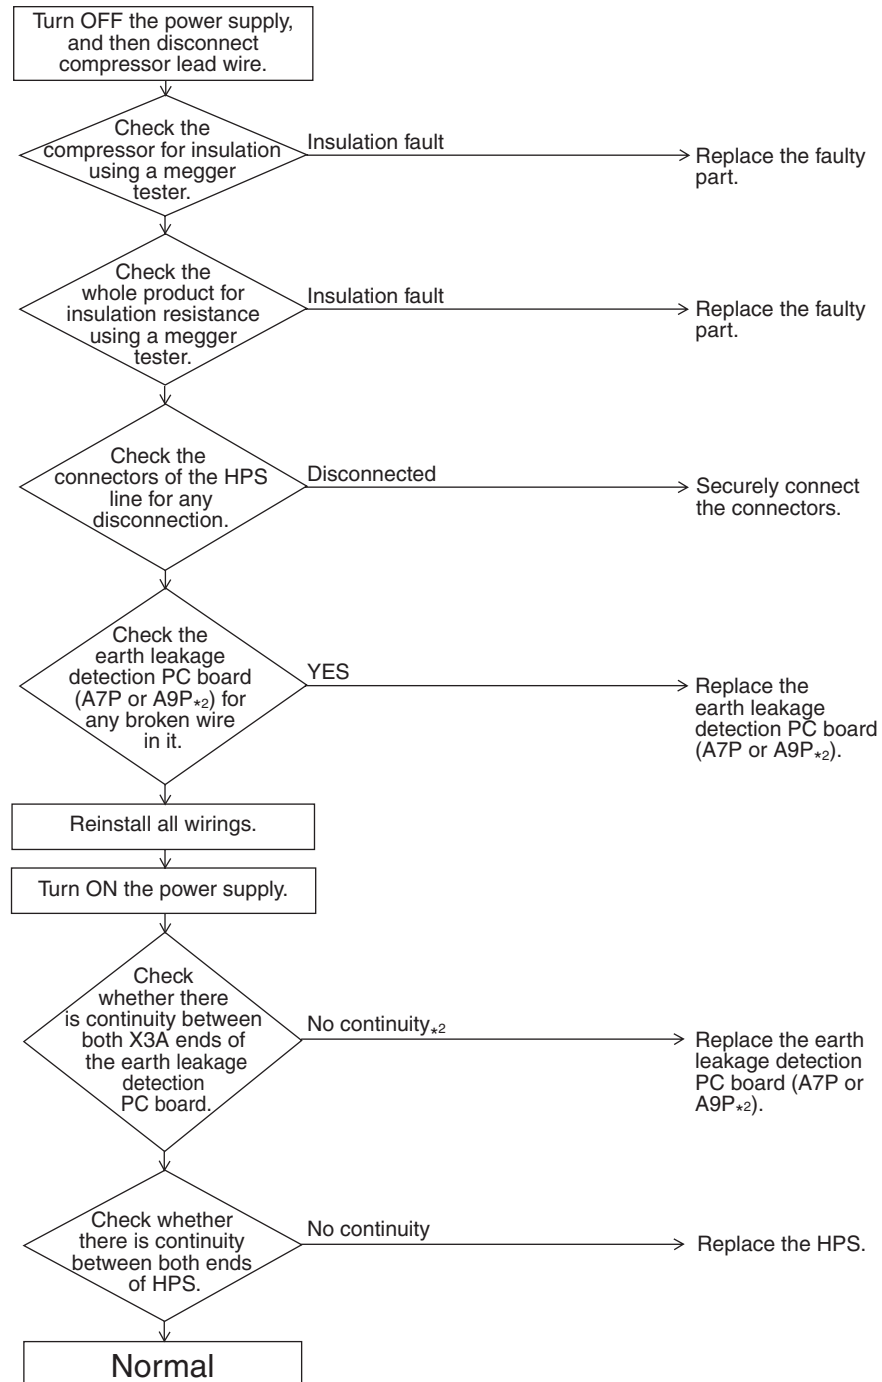 Turn OFF the power supply,
and then disconnect
compressor lead wire.
Check the
compressor for insulation
using a megger
tester.
Insulation fault
Replace the faulty
part.
Check the
whole product for
insulation resistance
using a megger
tester.
Insulation fault
Replace the faulty
part.
Check the
connectors of the HPS
line for any
disconnection.
Disconnected
Securely connect
the connectors.
Check the
earth leakage
detection PC board
(A7P or A9P*2) for
any broken wire
in it.
YES
Replace the
earth leakage
detection PC board
(A7P or A9P*2).
Reinstall all wirings.
Turn ON the power supply.
Check
whether there
is continuity between
both X3A ends of
the earth leakage
detection
PC board.
No continuity*2
Replace the earth
leakage detection
PC board (A7P or
A9P*2).
Check whether
there is continuity
between both ends
of HPS.
No continuity
Replace the HPS.
Normal